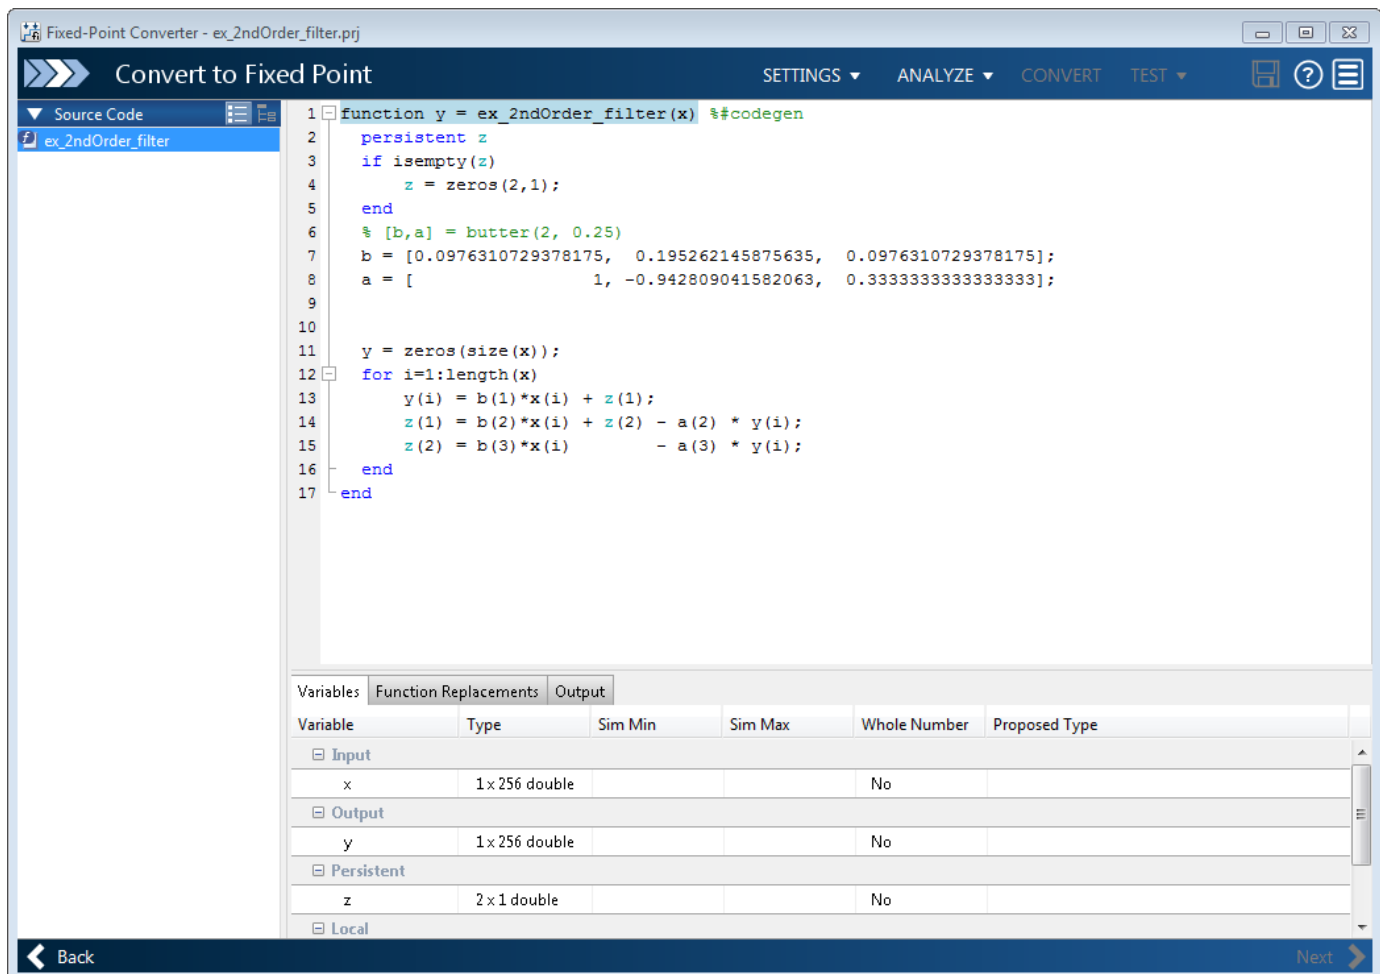 Fixed-Point Converter - ex_2ndOrder_filter.prj
Convert to Fixed Point SETTINGS ANALYZE CONVERT TEST ?
Source Code
ex_2ndOrder_filter
1 function y = ex_2ndOrder_filter(x) %#codegen
2 persistent z
3 if isempty(z)
4 z = zeros(2,1);
5 end
6 % [b,a] = butter(2, 0.25)
7 b = [0.0976310729378175, 0.195262145875635, 0.0976310729378175];
8 a = [ 1, -0.942809041582063, 0.3333333333333333];
9
10
11 y = zeros(size(x));
12 for i=1:length(x)
13 y(i) = b(1)*x(i) + z(1);
14 z(1) = b(2)*x(i) + z(2) - a(2) * y(i);
15 z(2) = b(3)*x(i) - a(3) * y(i);
16 end
17 end
Variables Function Replacements Output
Variable Type Sim Min Sim Max Whole Number Proposed Type
Input
x 1 x 256 double No
Output
y 1 x 256 double No
Persistent
z 2 x 1 double No
Local
Back Next